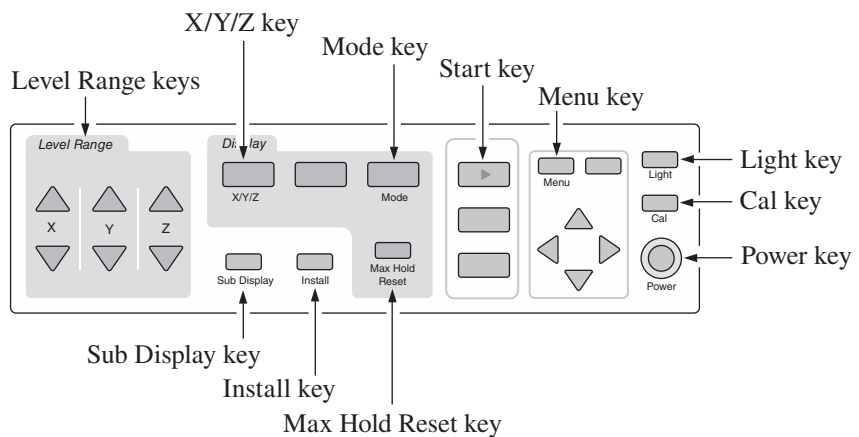 X/Y/Z key
Mode key
Start key
Level Range keys
Menu key
Level Range
Display
Light
Light key
X/Y/Z
Mode
Menu
Cal
Cal key
X Y Z
Sub Display
Install
Max Hold
Reset
Power
Power key
Sub Display key
Install key
Max Hold Reset key